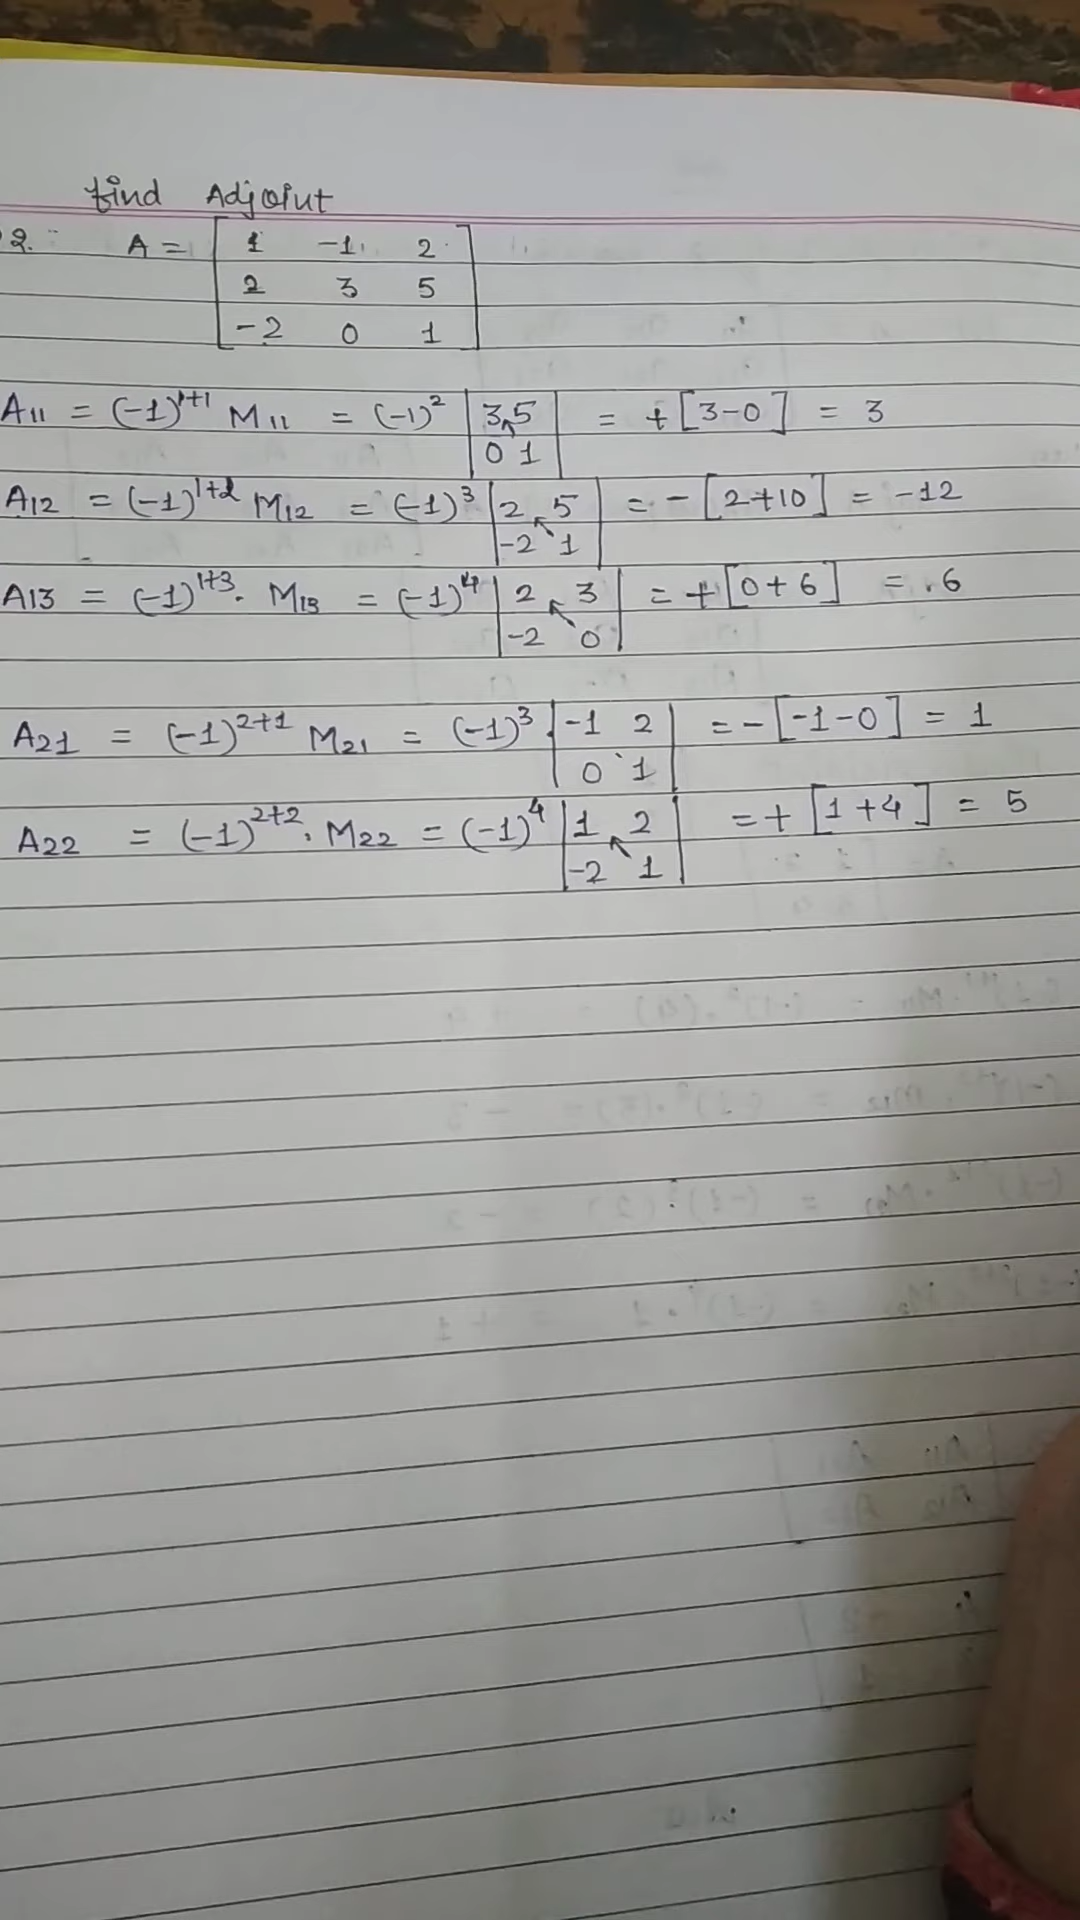 find Adjoint
2. A = [ 1 -1 2
2 3 5
-2 0 1 ]
A11 = (-1)^1+1 M11 = (-1)^2 | 3 5 | = + [3-0] = 3
0 1
A12 = (-1)^1+2 M12 = (-1)^3 | 2 5 | = - [2+10] = -12
-2 1
A13 = (-1)^1+3 . M13 = (-1)^4 | 2 3 | = + [0+6] = 6
-2 0
A21 = (-1)^2+1 M21 = (-1)^3 . | -1 2 | = - [-1-0] = 1
0 1
A22 = (-1)^2+2 . M22 = (-1)^4 | 1 2 | = + [1+4] = 5
-2 1